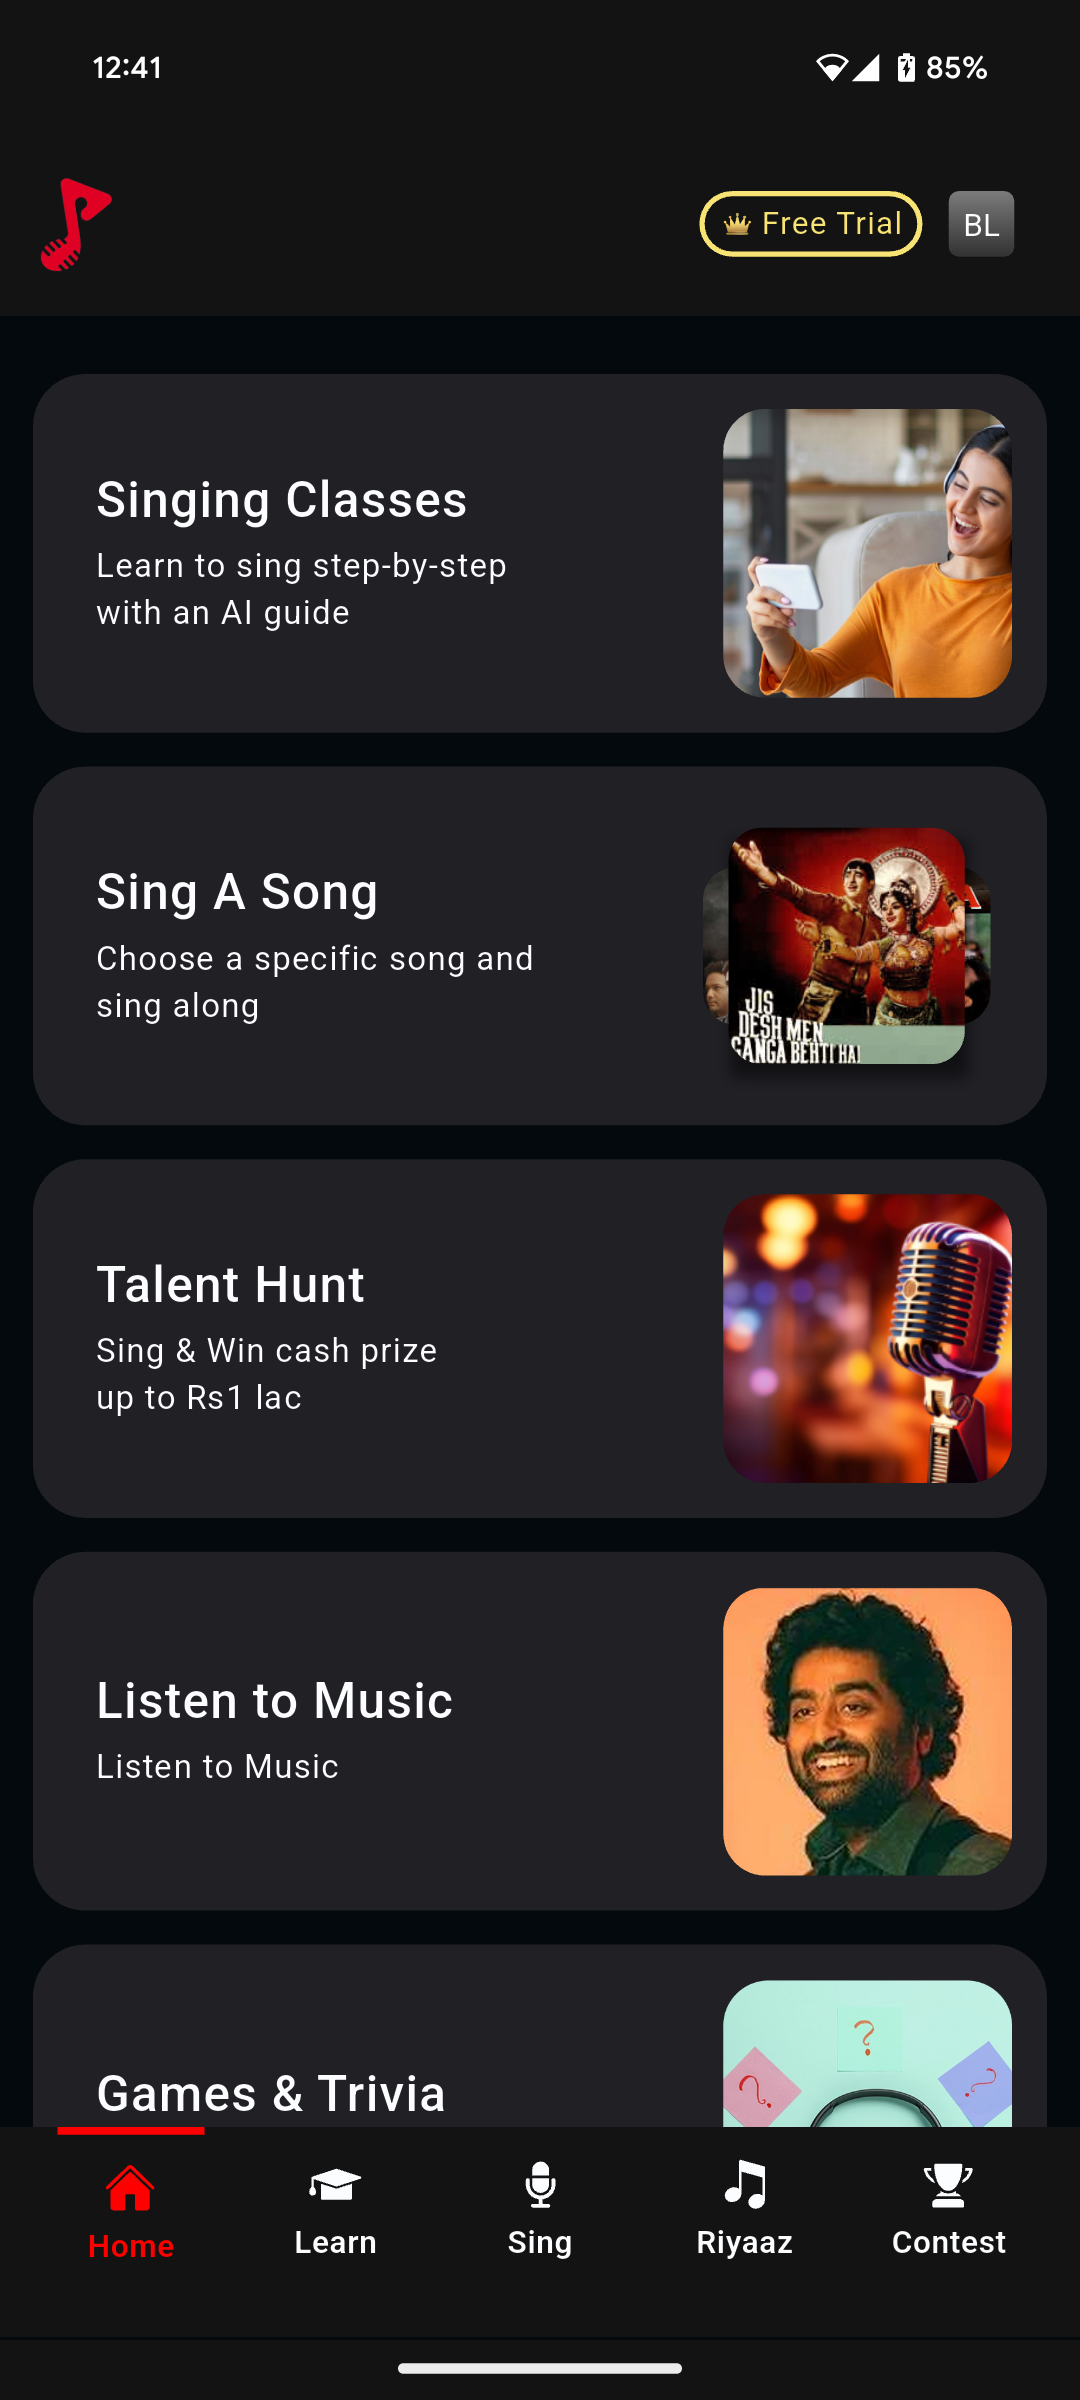 12:41
85%
Free Trial
BL
Singing Classes
Learn to sing step-by-step
with an AI guide
Sing A Song
Choose a specific song and
sing along
JIS
DESH MEN
GANGA BEHTI HAI
Talent Hunt
Sing & Win cash prize
up to Rs1 lac
Listen to Music
Listen to Music
Games & Trivia
? ? ?
Home
Learn
Sing
Riyaaz
Contest